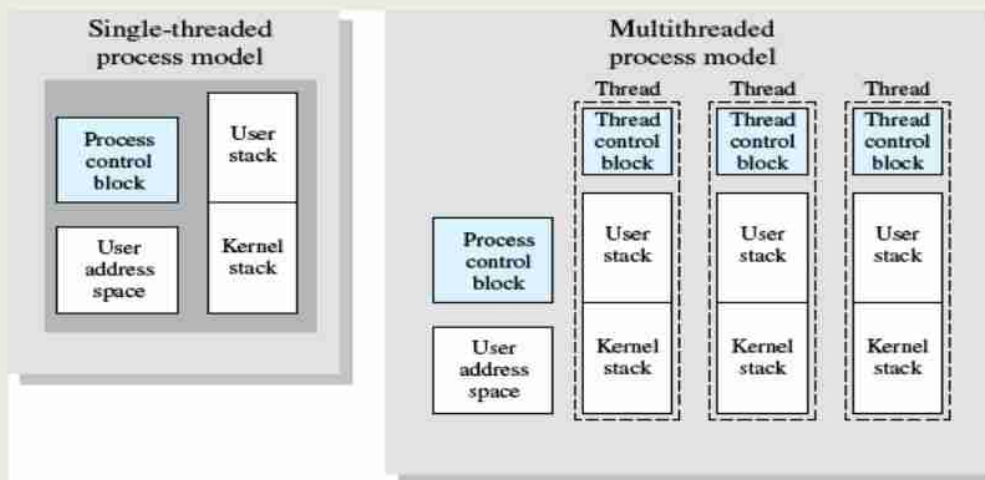 Single-threaded
process model
Process
control
block
User
stack
User
address
space
Kernel
stack
Multithreaded
process model
Process
control
block
User
address
space
Thread
Thread
control
block
User
stack
Kernel
stack
Thread
Thread
control
block
User
stack
Kernel
stack
Thread
Thread
control
block
User
stack
Kernel
stack